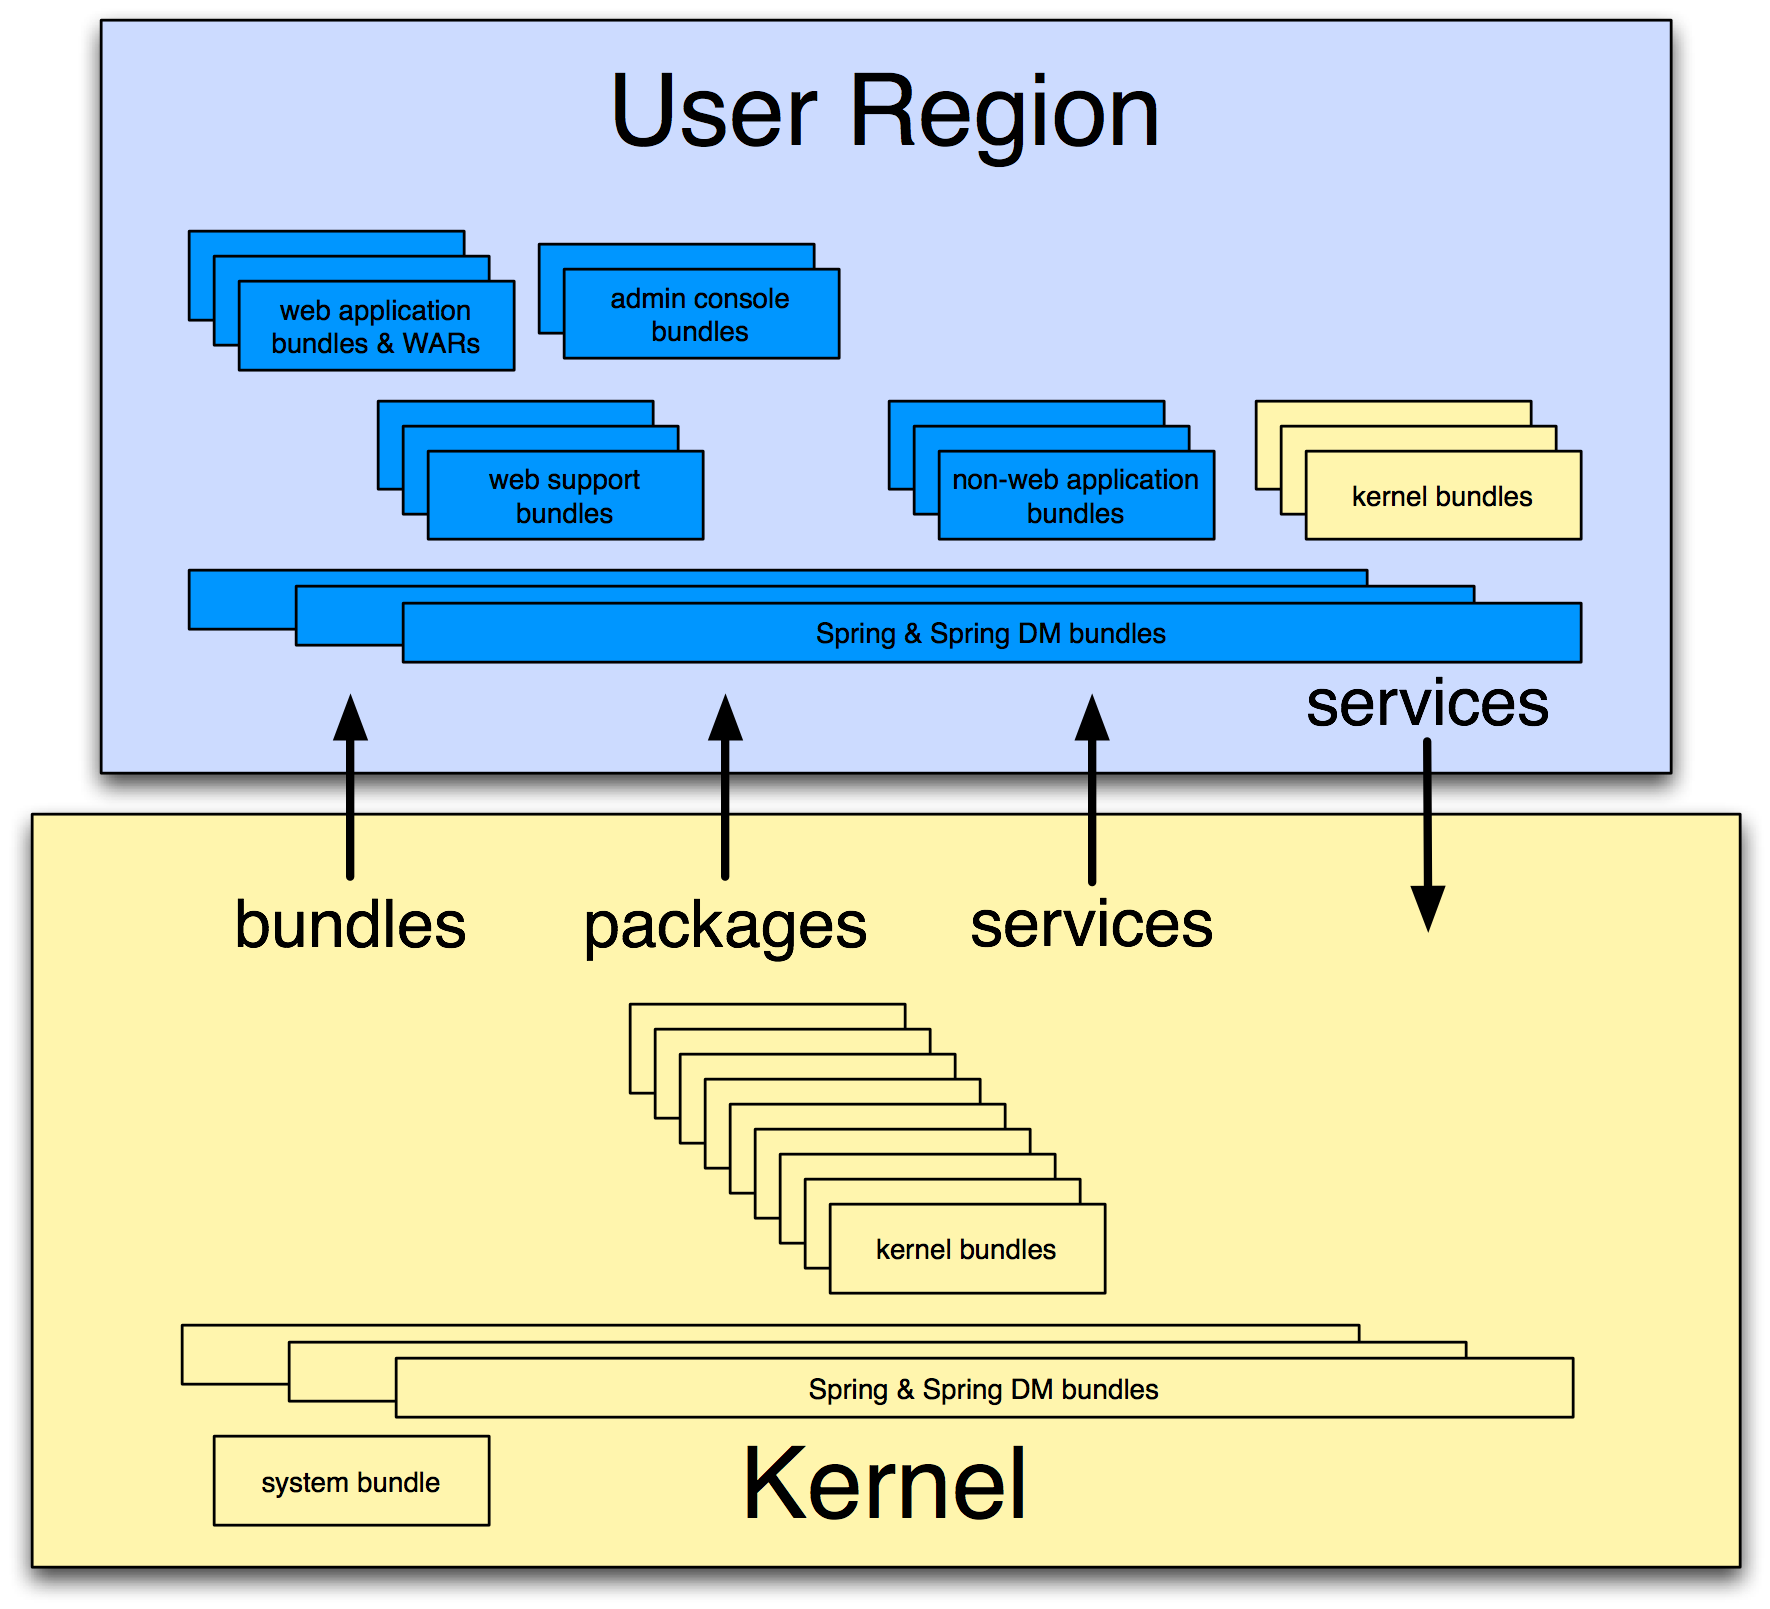 User Region
web application
bundles & WARs
admin console
bundles
web support
bundles
non-web application
bundles
kernel bundles
Spring & Spring DM bundles
services
bundles
packages
services
kernel bundles
Spring & Spring DM bundles
system bundle
Kernel